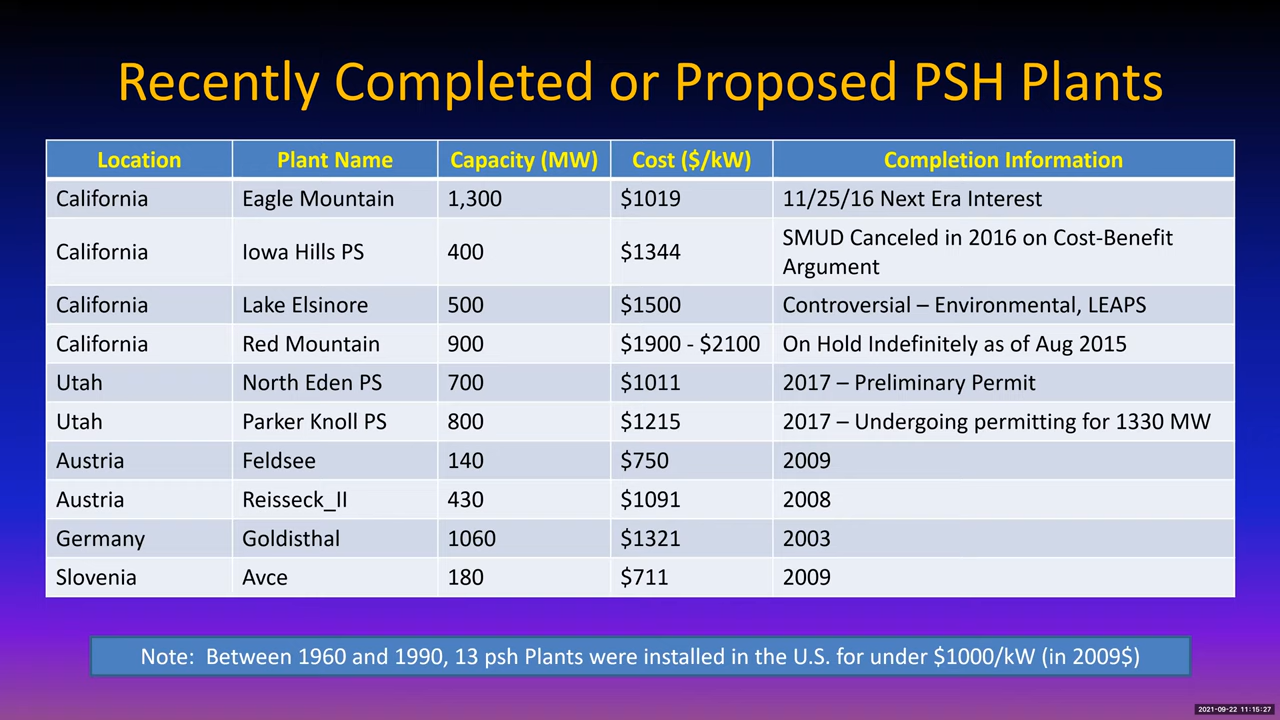 Recently Completed or Proposed PSH Plants
Location Plant Name Capacity (MW) Cost ($/kW) Completion Information
California Eagle Mountain 1,300 $1019 11/25/16 Next Era Interest
California Iowa Hills PS 400 $1344 SMUD Canceled in 2016 on Cost-Benefit
Argument
California Lake Elsinore 500 $1500 Controversial – Environmental, LEAPS
California Red Mountain 900 $1900 - $2100 On Hold Indefinitely as of Aug 2015
Utah North Eden PS 700 $1011 2017 – Preliminary Permit
Utah Parker Knoll PS 800 $1215 2017 – Undergoing permitting for 1330 MW
Austria Feldsee 140 $750 2009
Austria Reisseck_II 430 $1091 2008
Germany Goldisthal 1060 $1321 2003
Slovenia Avce 180 $711 2009
Note: Between 1960 and 1990, 13 psh Plants were installed in the U.S. for under $1000/kW (in 2009$)
2021-09-22 11:15:27